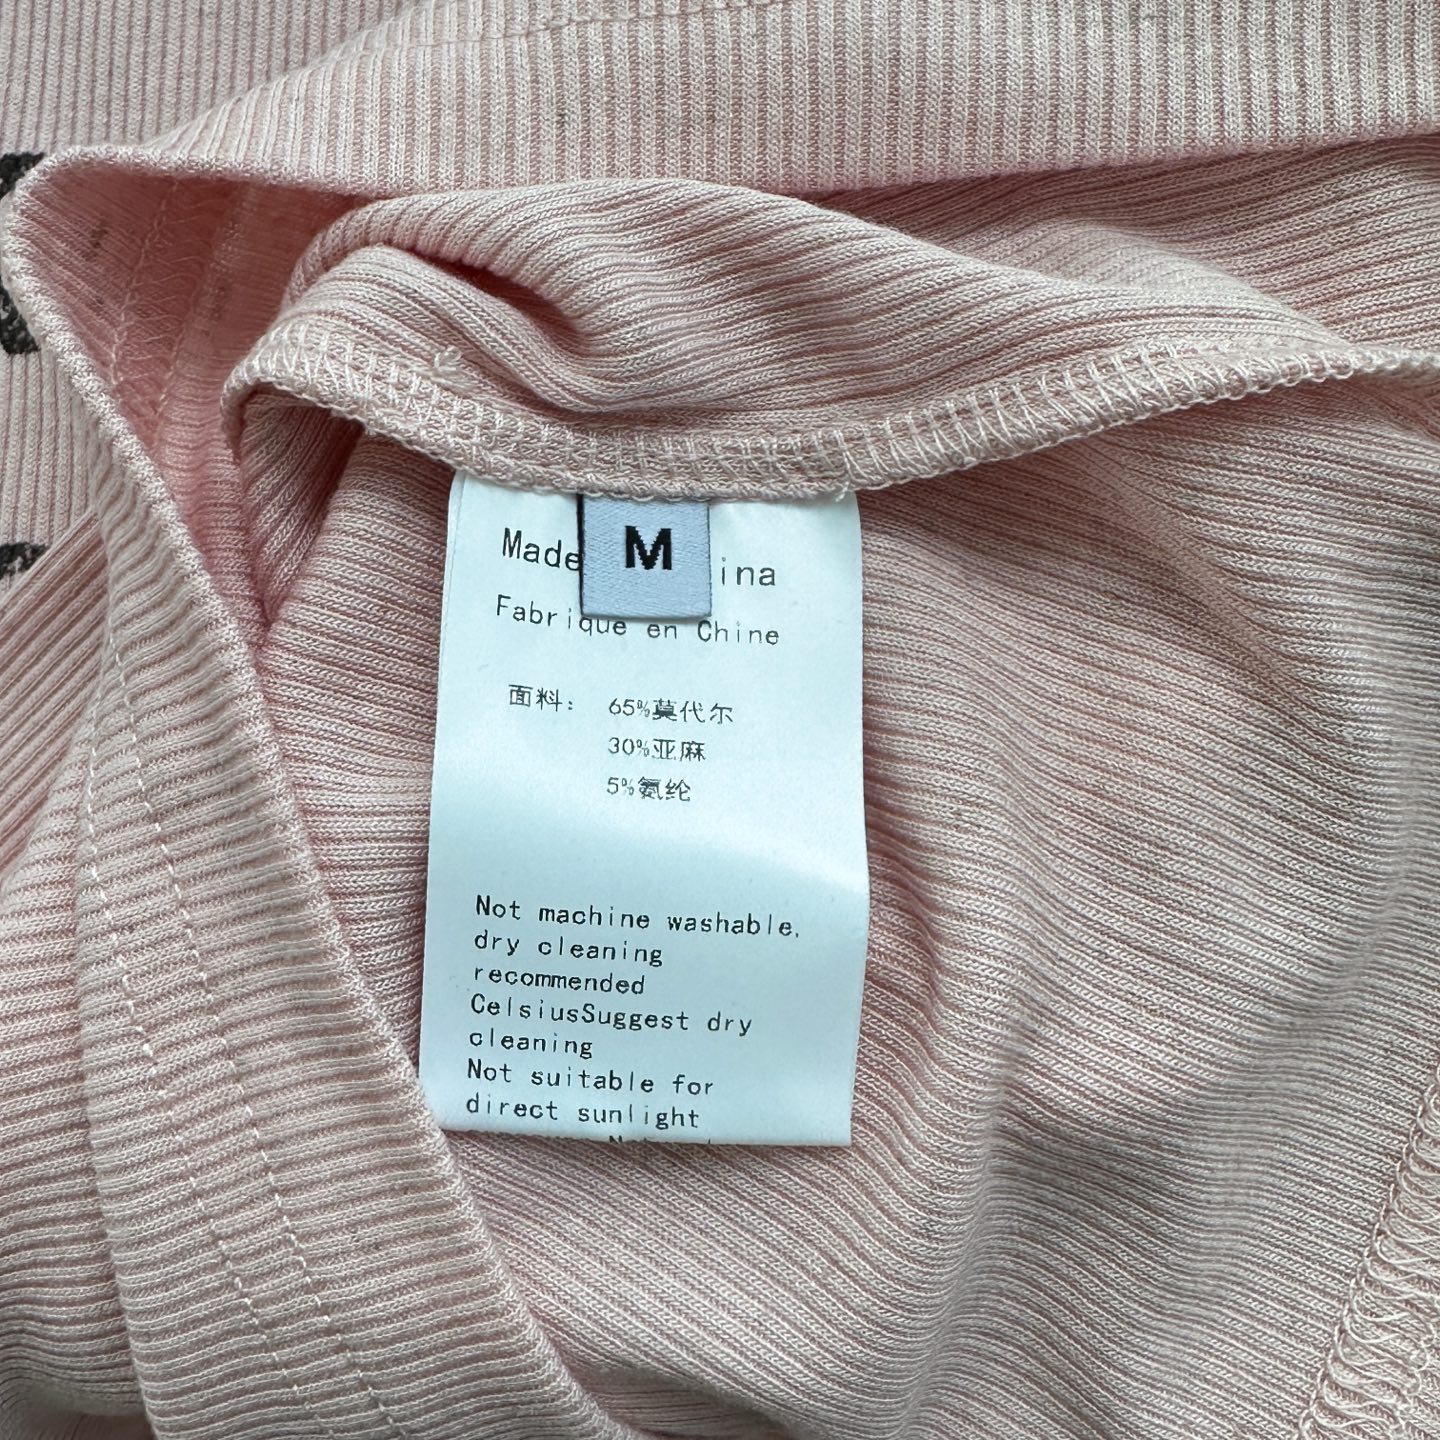 M
Made ina
Fabrique en Chine
面料： 65%莫代尔
30%亚麻
5%氨纶
Not machine washable,
dry cleaning
recommended
CelsiusSuggest dry
cleaning
Not suitable for
direct sunlight